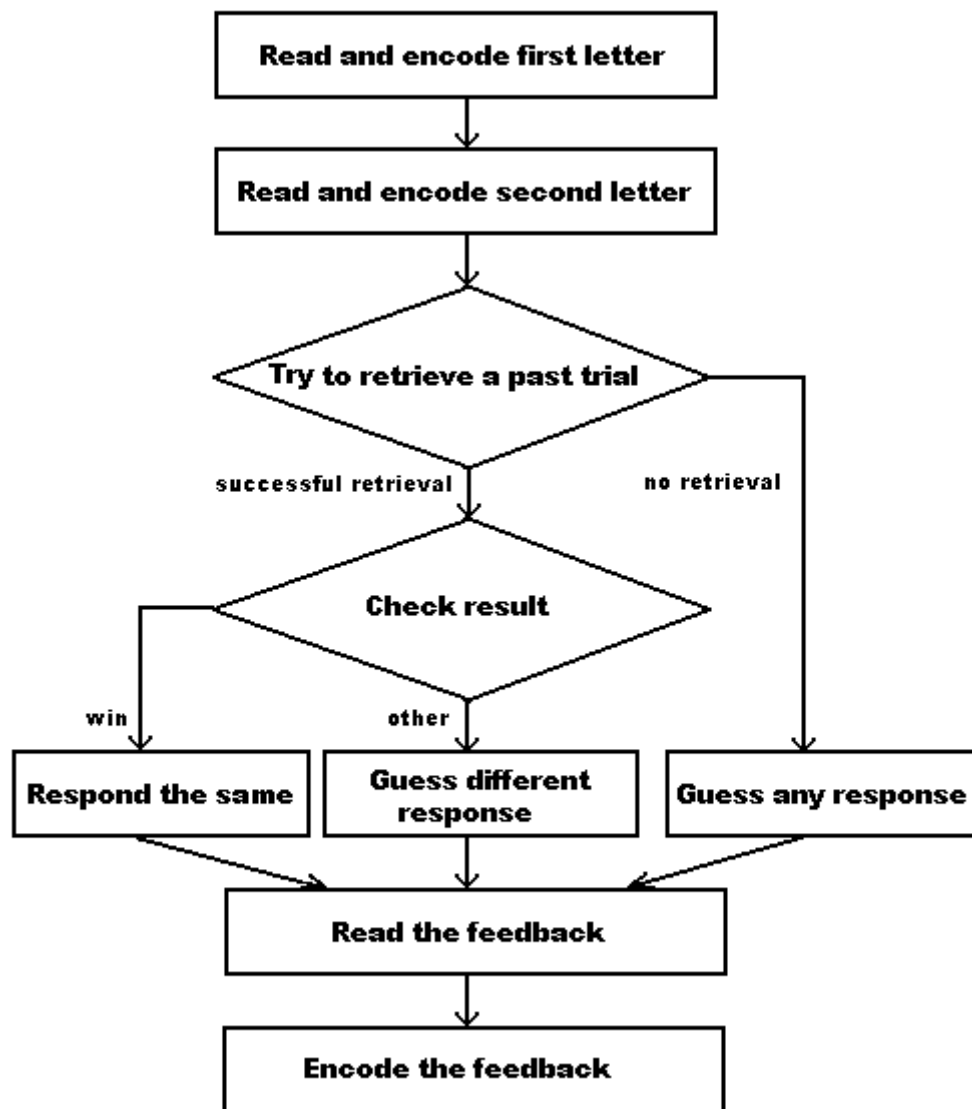 Read and encode first letter
Read and encode second letter
Try to retrieve a past trial
successful retrieval
no retrieval
Check result
win
other
Respond the same
Guess different
response
Guess any response
Read the feedback
Encode the feedback